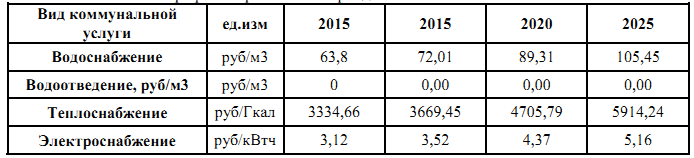 Вид коммунальной услуги ед.изм 2015 2015 2020 2025
Водоснабжение руб/м3 63,8 72,01 89,31 105,45
Водоотведение, руб/м3 руб/м3 0 0,00 0,00 0,00
Теплоснабжение руб/Гкал 3334,66 3669,45 4705,79 5914,24
Электроснабжение руб/кВтч 3,12 3,52 4,37 5,16